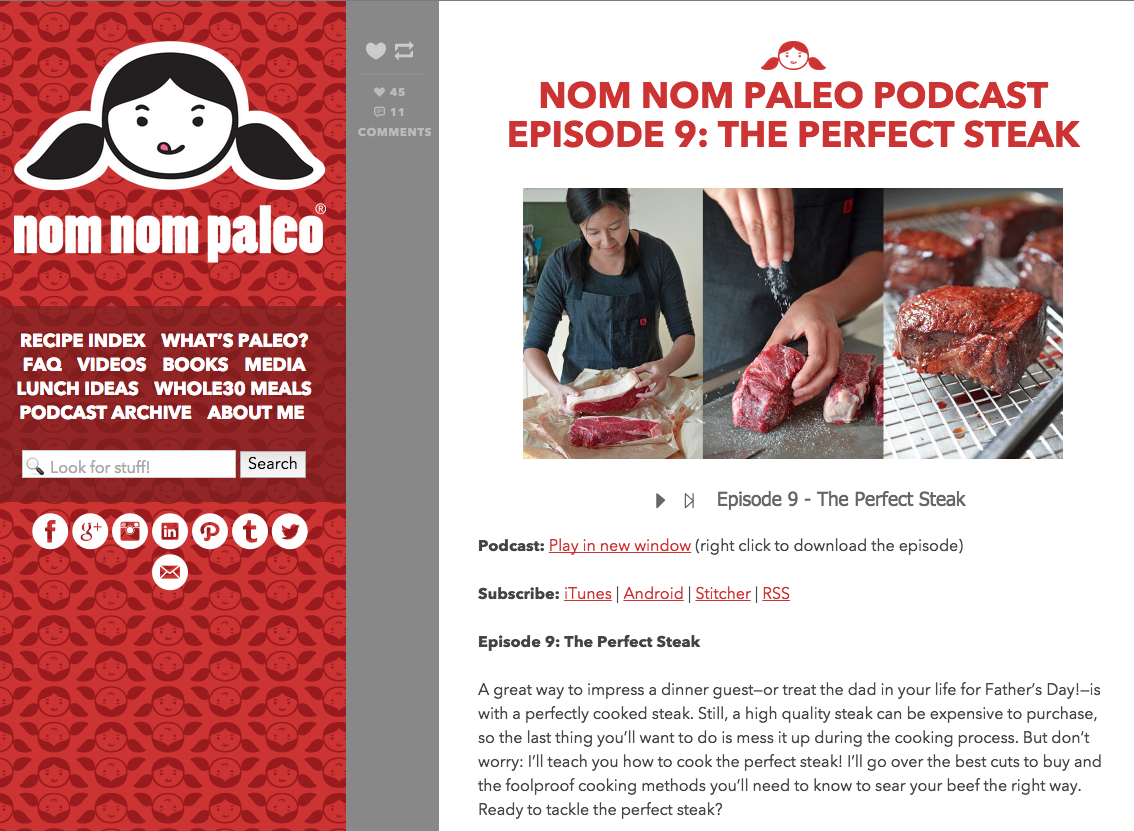 nom nom paleo®
RECIPE INDEX WHAT'S PALEO?
FAQ VIDEOS BOOKS MEDIA
LUNCH IDEAS WHOLE30 MEALS
PODCAST ARCHIVE ABOUT ME
Look for stuff! Search
f g+ in p t
45
11
COMMENTS
NOM NOM PALEO PODCAST
EPISODE 9: THE PERFECT STEAK
Episode 9 - The Perfect Steak
Podcast: Play in new window (right click to download the episode)
Subscribe: iTunes | Android | Stitcher | RSS
Episode 9: The Perfect Steak
A great way to impress a dinner guest—or treat the dad in your life for Father's Day!—is
with a perfectly cooked steak. Still, a high quality steak can be expensive to purchase,
so the last thing you'll want to do is mess it up during the cooking process. But don't
worry: I'll teach you how to cook the perfect steak! I'll go over the best cuts to buy and
the foolproof cooking methods you'll need to know to sear your beef the right way.
Ready to tackle the perfect steak?